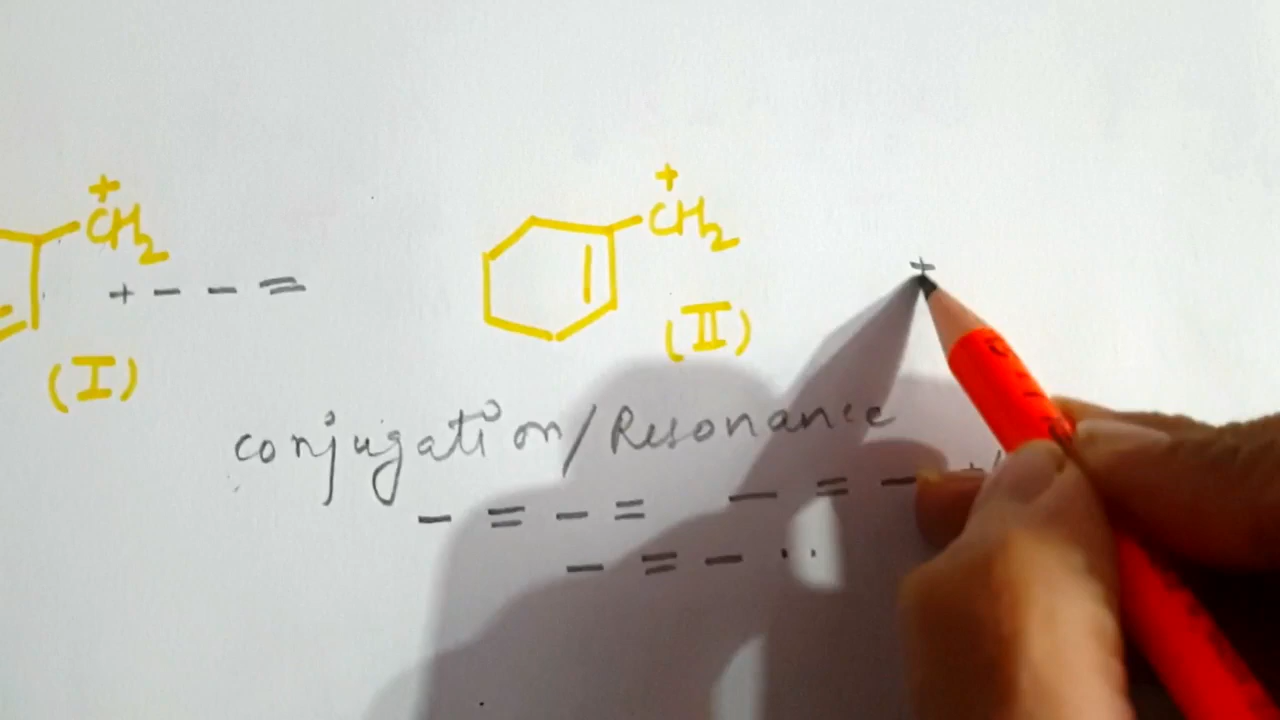 +
CH2
+
CH2
+ - - =
+
(I)
(II)
conjugation/Resonance
- = - =
- = - +
- = - ..